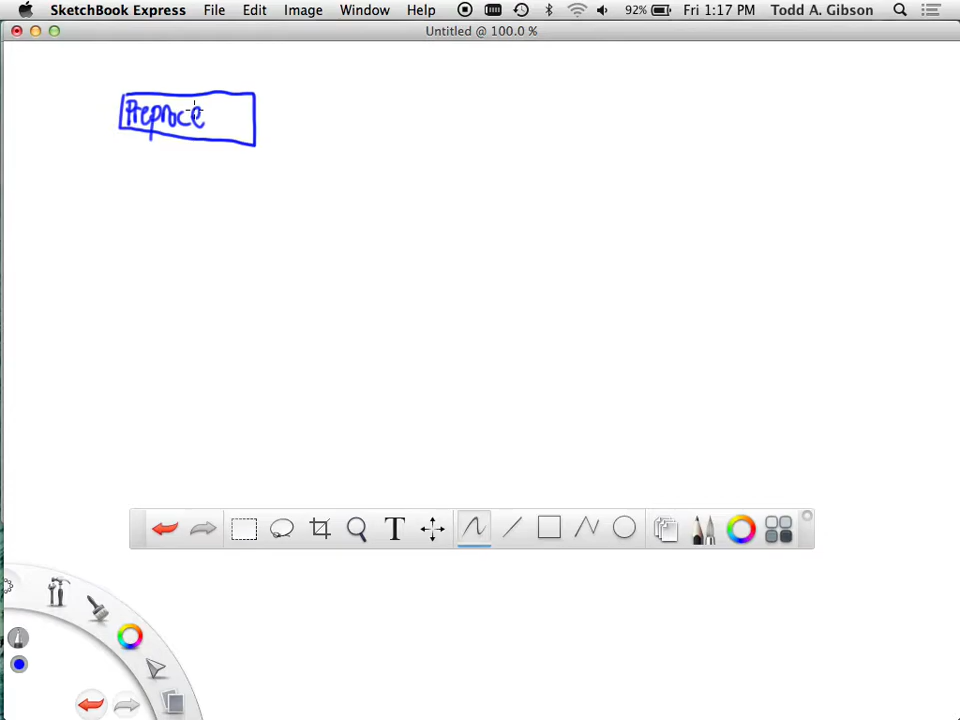 SketchBook Express File Edit Image Window Help 92% Fri 1:17 PM Todd A. Gibson
Untitled @ 100.0 %
Preproce
T